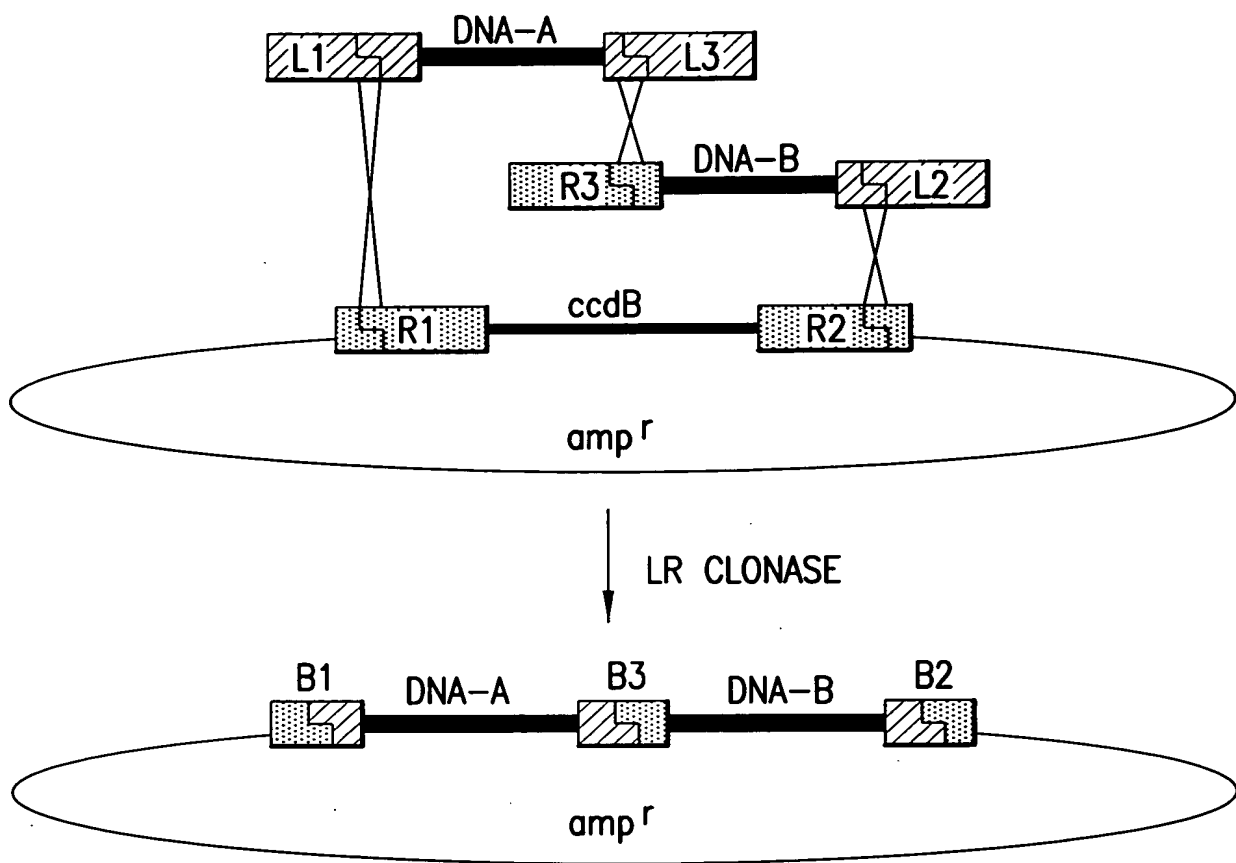 DNA-A
L1 L3
DNA-B
R3 L2
ccdB
R1 R2
amp r
LR CLONASE
B1 B3 B2
DNA-A DNA-B
amp r